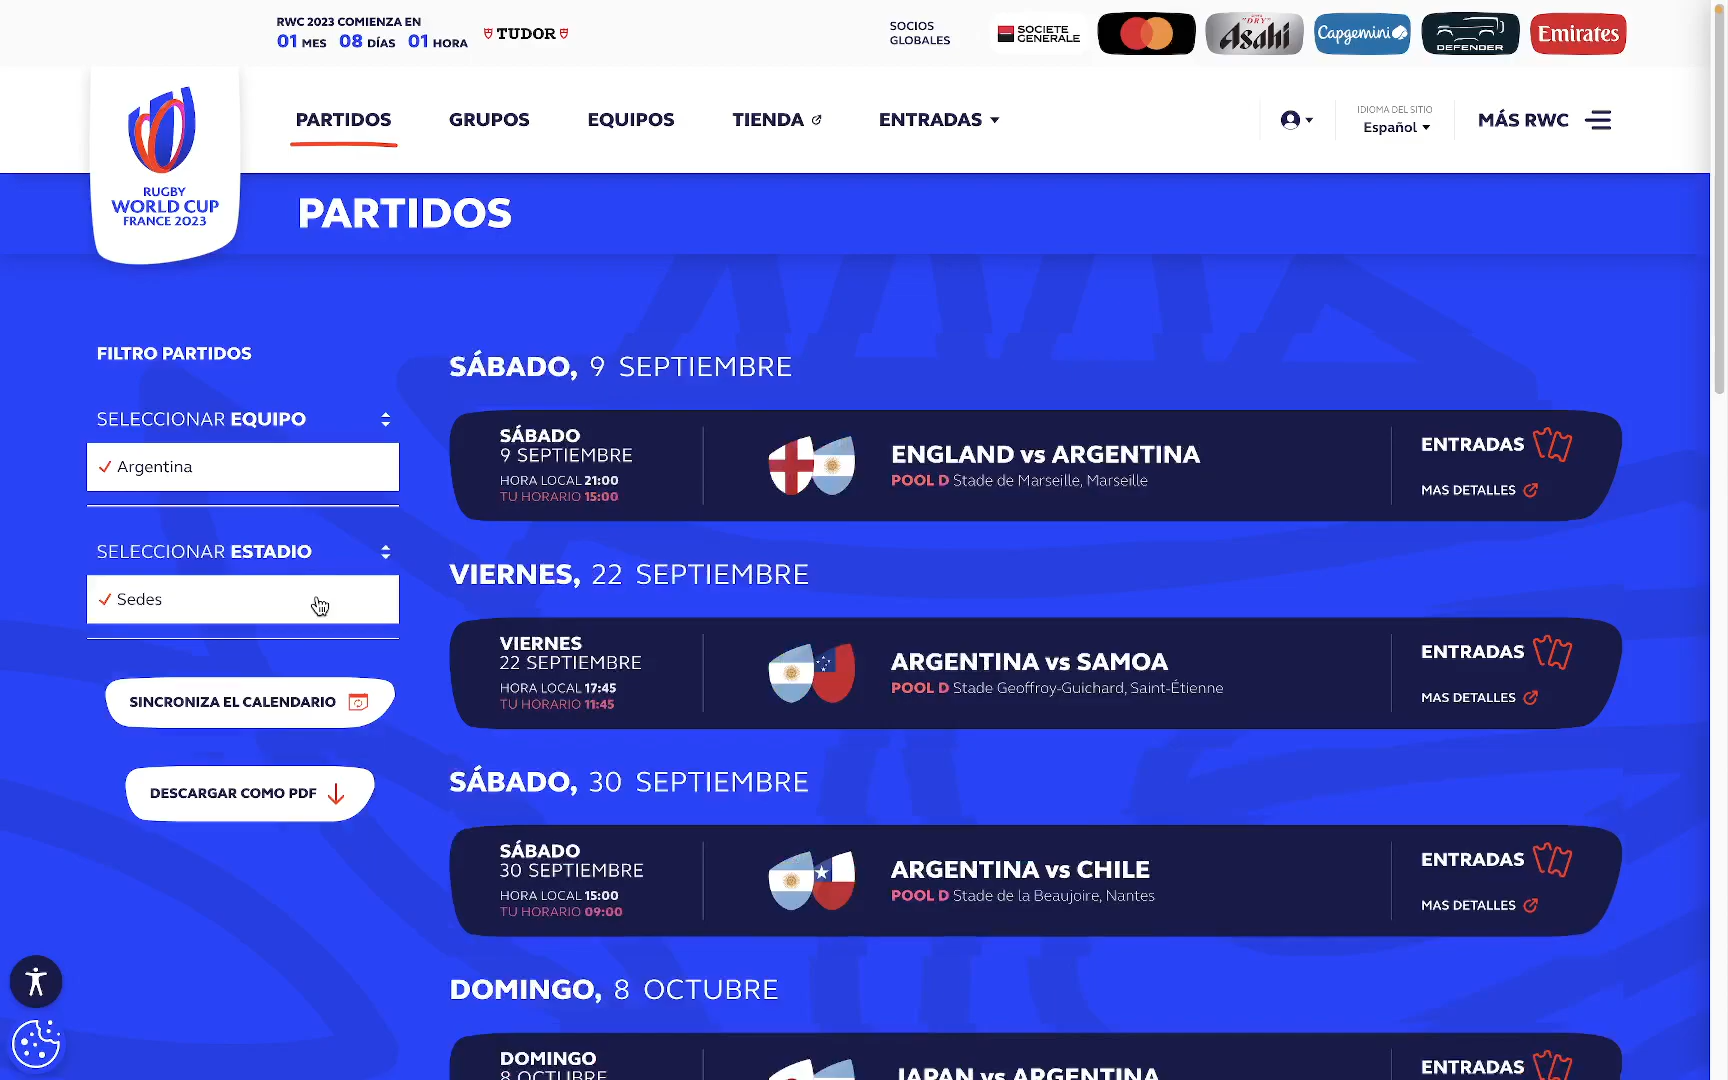 RWC 2023 COMIENZA EN
01 MES 08 DÍAS 01 HORA
TUDOR
SOCIOS
GLOBALES
SOCIETE
GENERALE
"DRY"
Asahi
Capgemini
DEFENDER
Emirates
RUGBY
WORLD CUP
FRANCE 2023
PARTIDOS
GRUPOS
EQUIPOS
TIENDA
ENTRADAS
IDIOMA DEL SITIO
Español
MÁS RWC
PARTIDOS
FILTRO PARTIDOS
SELECCIONAR EQUIPO
Argentina
SELECCIONAR ESTADIO
Sedes
SINCRONIZA EL CALENDARIO
DESCARGAR COMO PDF
SÁBADO, 9 SEPTIEMBRE
SÁBADO
9 SEPTIEMBRE
HORA LOCAL 21:00
TU HORARIO 15:00
ENGLAND vs ARGENTINA
POOL D Stade de Marseille, Marseille
ENTRADAS
MAS DETALLES
VIERNES, 22 SEPTIEMBRE
VIERNES
22 SEPTIEMBRE
HORA LOCAL 17:45
TU HORARIO 11:45
ARGENTINA vs SAMOA
POOL D Stade Geoffroy-Guichard, Saint-Étienne
ENTRADAS
MAS DETALLES
SÁBADO, 30 SEPTIEMBRE
SÁBADO
30 SEPTIEMBRE
HORA LOCAL 15:00
TU HORARIO 09:00
ARGENTINA vs CHILE
POOL D Stade de la Beaujoire, Nantes
ENTRADAS
MAS DETALLES
DOMINGO, 8 OCTUBRE
DOMINGO
8 OCTUBRE
JAPAN vs ARGENTINA
ENTRADAS